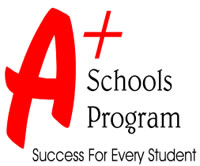 A+
Schools
Program
Success For Every Student